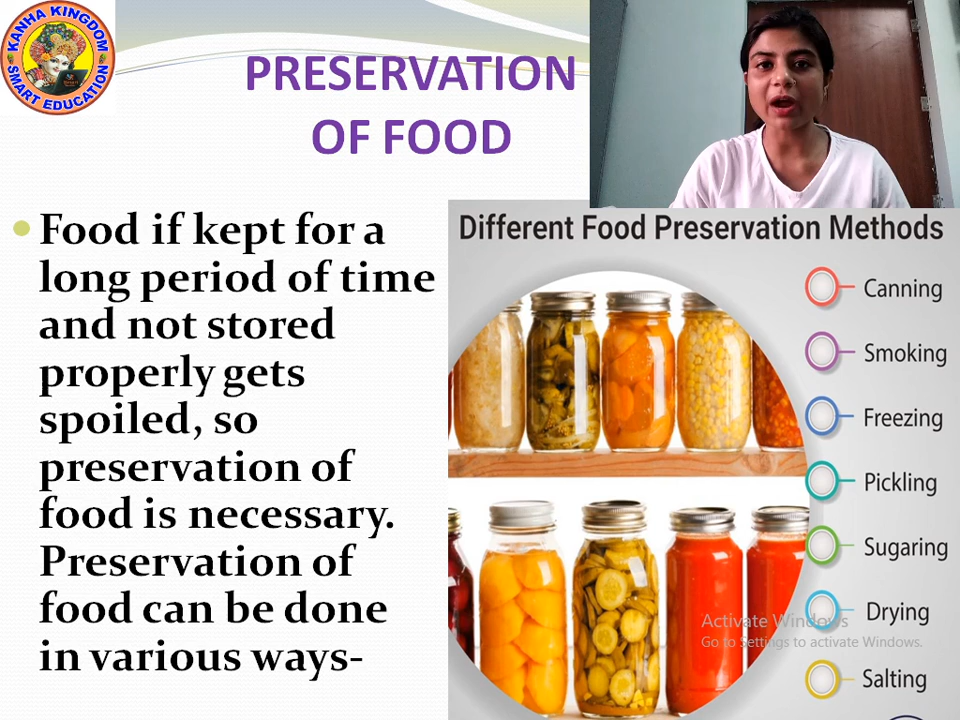 KANHA KINGDOM
SMART EDUCATION
PRESERVATION
OF FOOD
Food if kept for a
long period of time
and not stored
properly gets
spoiled, so
preservation of
food is necessary.
Preservation of
food can be done
in various ways-
Different Food Preservation Methods
Canning
Smoking
Freezing
Pickling
Sugaring
Drying
Salting
Activate Windows
Go to Settings to activate Windows.